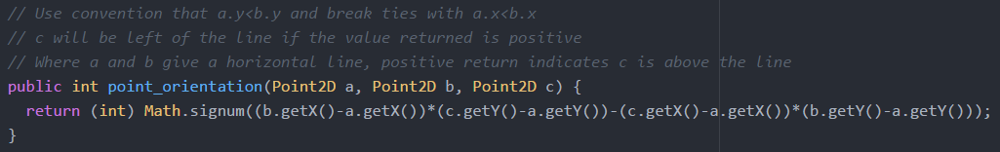 // Use convention that a.y<b.y and break ties with a.x<b.x
// c will be left of the line if the value returned is positive
// Where a and b give a horizontal line, positive return indicates c is above the line
public int point_orientation(Point2D a, Point2D b, Point2D c) {
  return (int) Math.signum((b.getX()-a.getX())*(c.getY()-a.getY())-(c.getX()-a.getX())*(b.getY()-a.getY()));
}